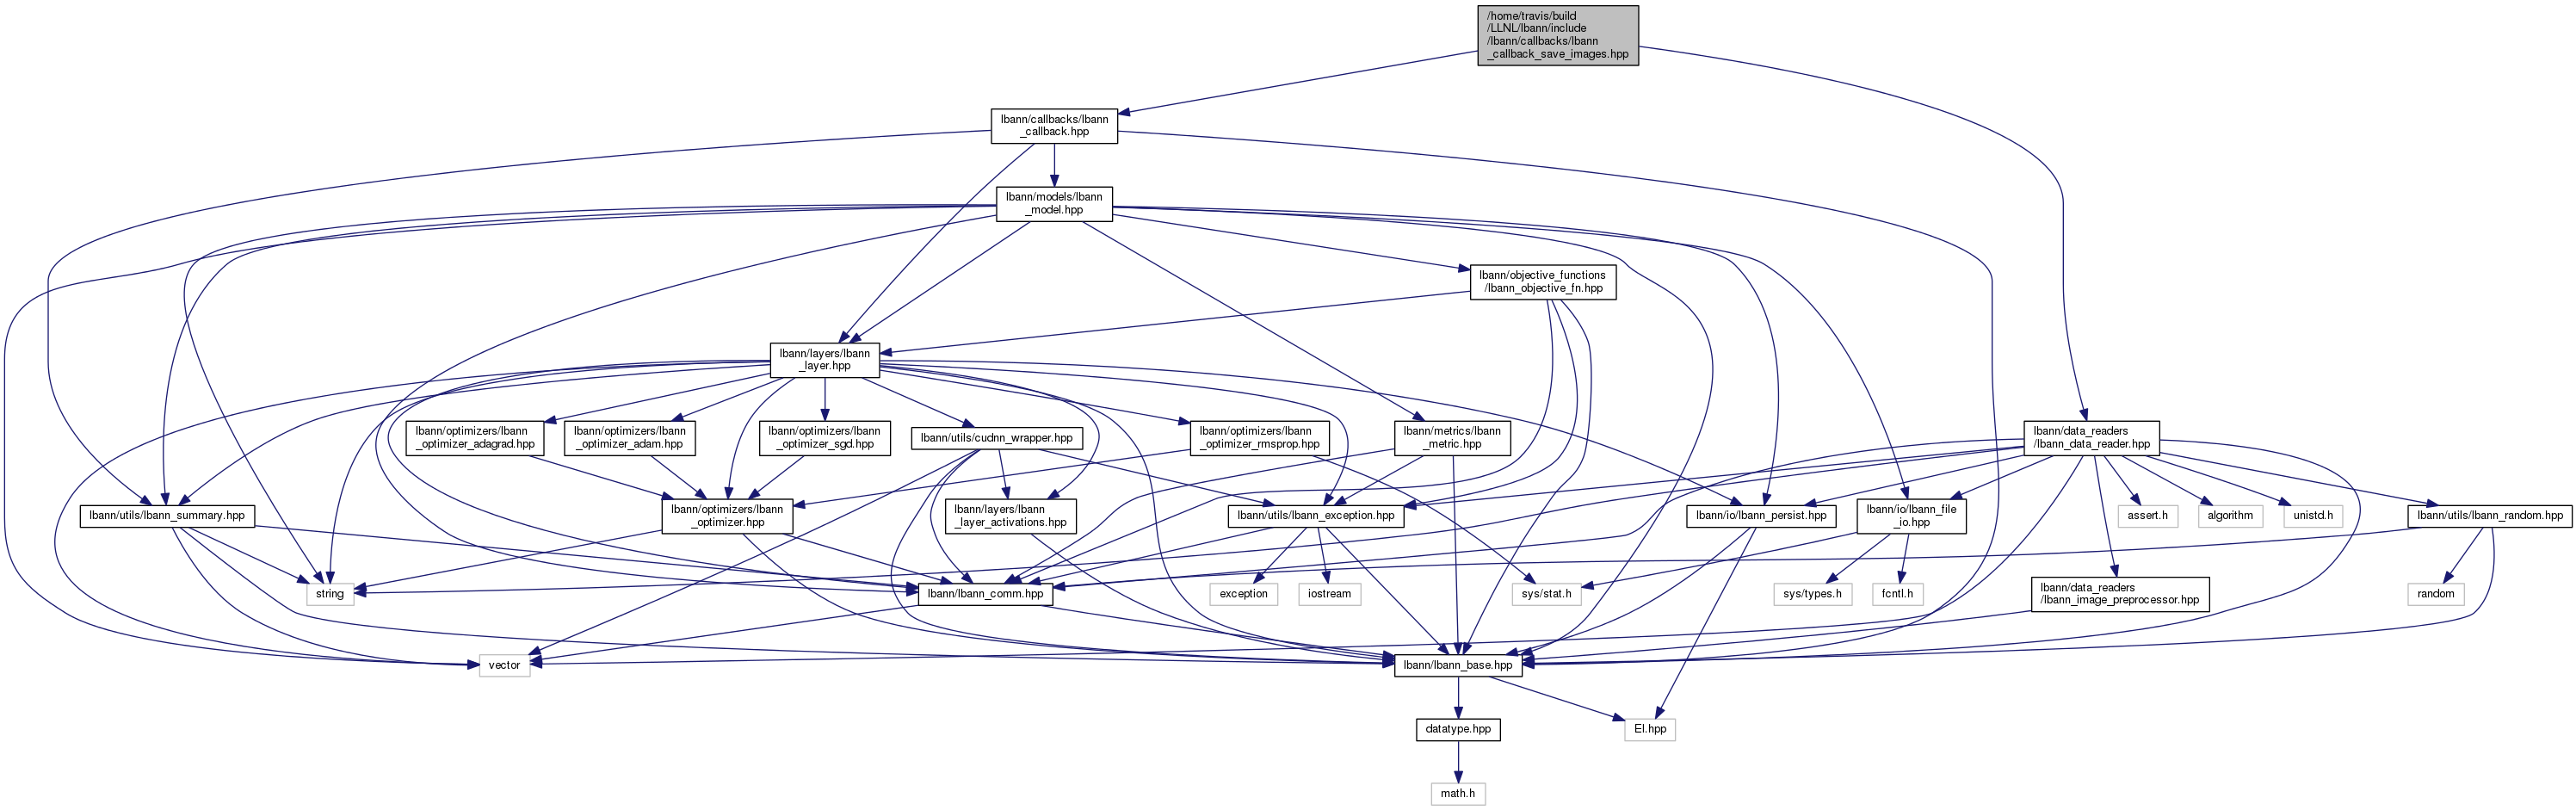 /home/travis/build
/LLNL/lbann/include
/lbann/callbacks/lbann
_callback_save_images.hpp
lbann/callbacks/lbann
_callback.hpp
lbann/models/lbann
_model.hpp
lbann/objective_functions
/lbann_objective_fn.hpp
lbann/layers/lbann
_layer.hpp
lbann/optimizers/lbann
_optimizer_adagrad.hpp
lbann/optimizers/lbann
_optimizer_adam.hpp
lbann/optimizers/lbann
_optimizer_sgd.hpp
lbann/utils/cudnn_wrapper.hpp
lbann/optimizers/lbann
_optimizer_rmsprop.hpp
lbann/metrics/lbann
_metric.hpp
lbann/data_readers
/lbann_data_reader.hpp
lbann/utils/lbann_summary.hpp
lbann/optimizers/lbann
_optimizer.hpp
lbann/layers/lbann
_layer_activations.hpp
lbann/utils/lbann_exception.hpp
lbann/io/lbann_persist.hpp
lbann/io/lbann_file
_io.hpp
assert.h
algorithm
unistd.h
lbann/utils/lbann_random.hpp
string
lbann/lbann_comm.hpp
exception
iostream
sys/stat.h
sys/types.h
fcntl.h
lbann/data_readers
/lbann_image_preprocessor.hpp
random
vector
lbann/lbann_base.hpp
datatype.hpp
El.hpp
math.h